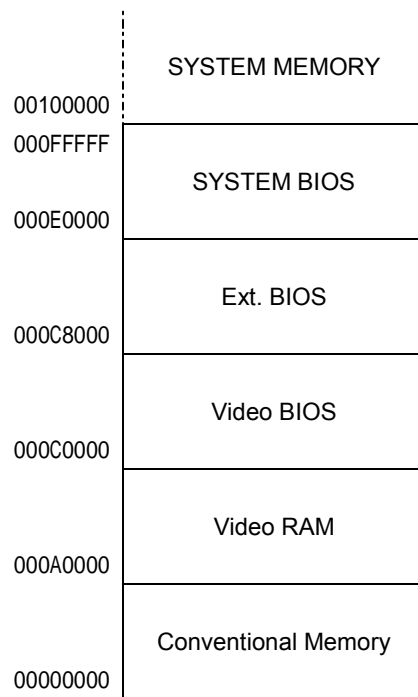 SYSTEM MEMORY
00100000
000FFFFF
SYSTEM BIOS
000E0000
Ext. BIOS
000C8000
Video BIOS
000C0000
Video RAM
000A0000
Conventional Memory
00000000